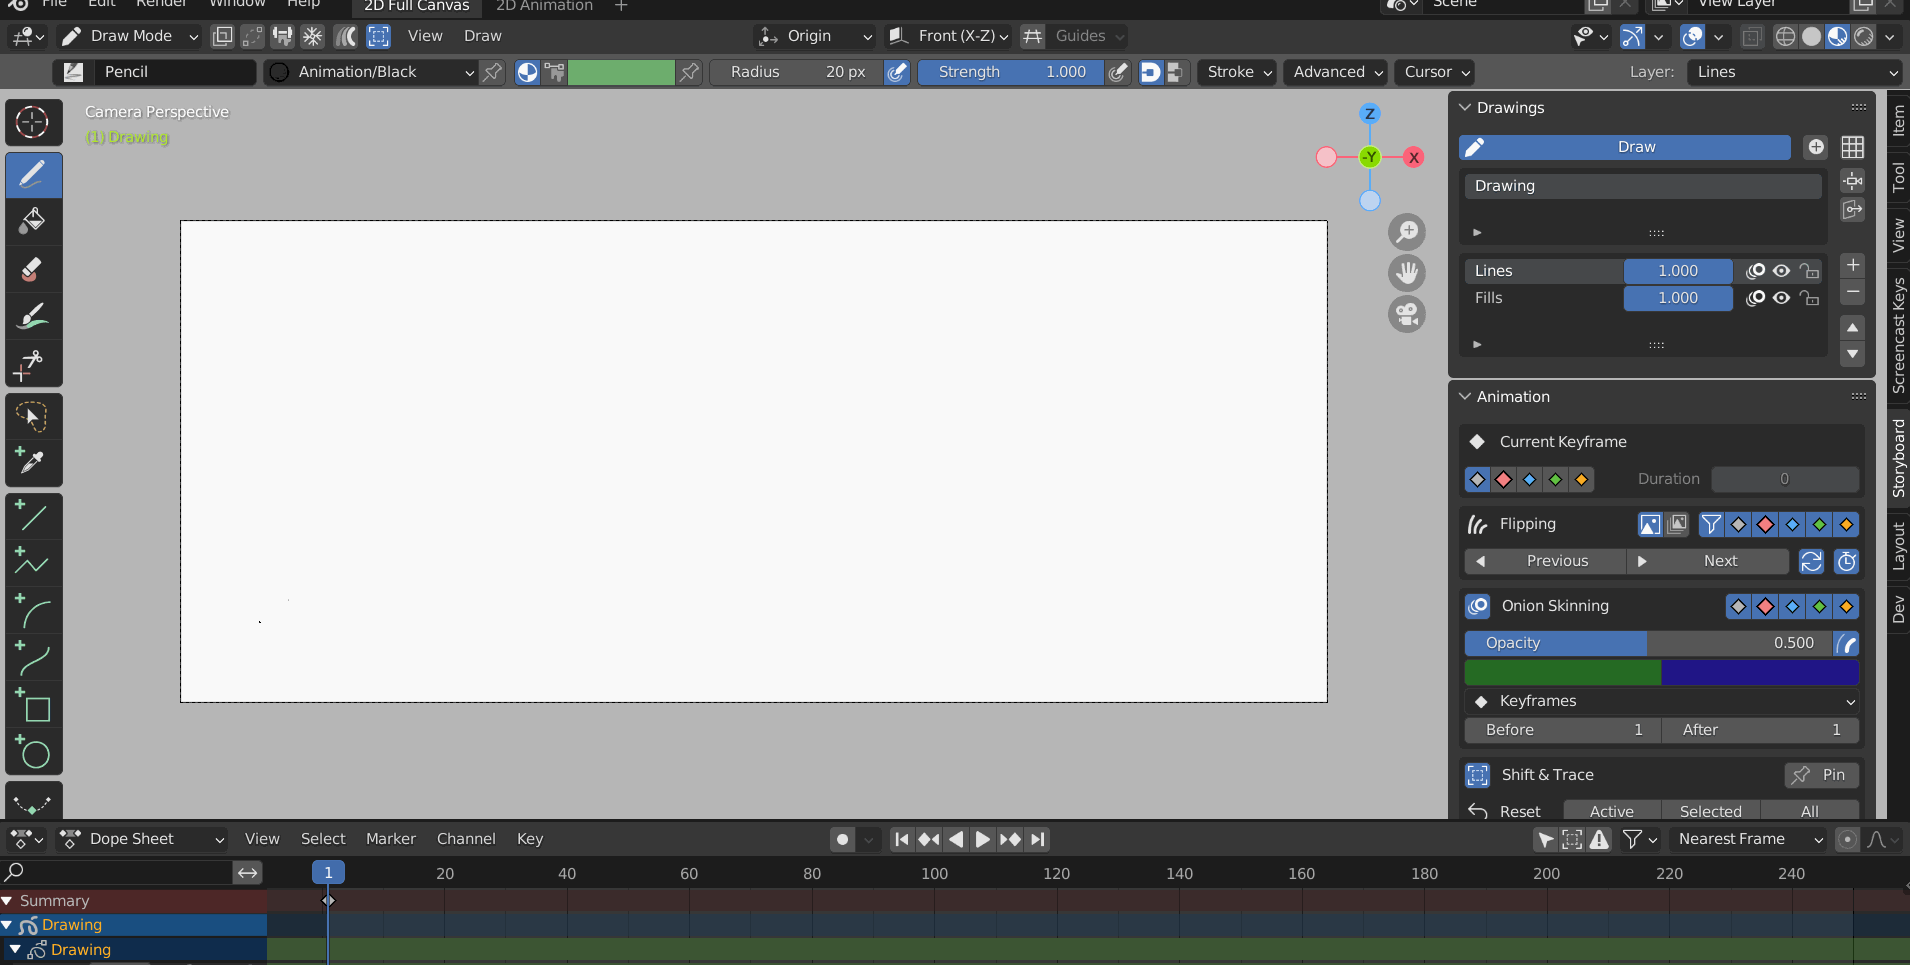 File Edit Render Window Help 2D Full Canvas 2D Animation + Scene View Layer
Draw Mode View Draw Origin Front (X-Z) Guides
Pencil Animation/Black Radius 20 px Strength 1.000 Stroke Advanced Cursor Layer: Lines
Camera Perspective
(1) Drawing
Z
-Y X
Drawings
Draw
Drawing
Lines 1.000
Fills 1.000
Animation
Current Keyframe
Duration 0
Flipping
Previous Next
Onion Skinning
Opacity 0.500
Keyframes
Before 1 After 1
Shift & Trace Pin
Reset Active Selected All
Item
Tool
View
Screencast Keys
Storyboard
Layout
Dev
Dope Sheet View Select Marker Channel Key Nearest Frame
1 20 40 60 80 100 120 140 160 180 200 220 240
Summary
Drawing
Drawing